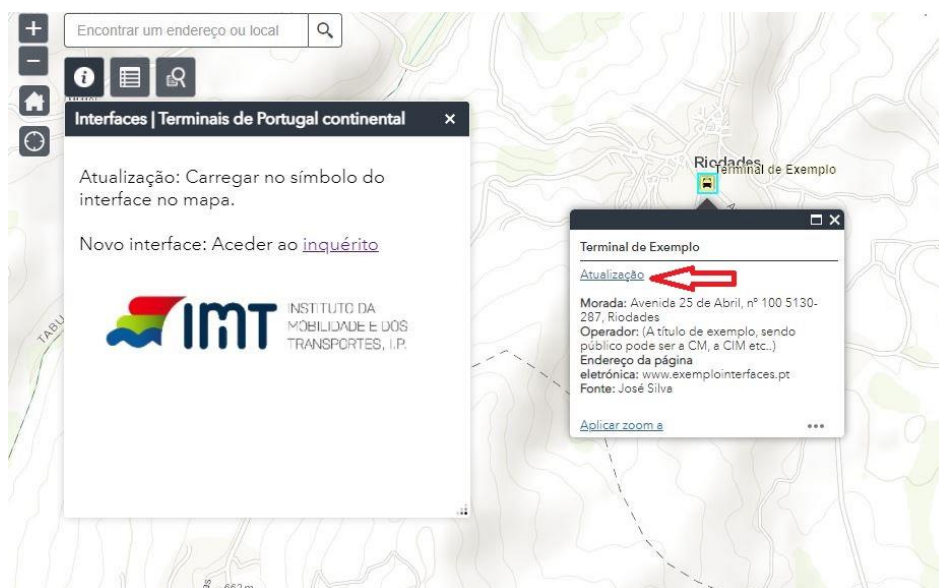 Encontrar um endereço ou local
Interfaces | Terminais de Portugal continental
Atualização: Carregar no símbolo do
interface no mapa.
Novo interface: Aceder ao inquérito
IMT
INSTITUTO DA
MOBILIDADE E DOS
TRANSPORTES, I.P.
TABU
Riodades
Terminal de Exemplo
Terminal de Exemplo
Atualização
Morada: Avenida 25 de Abril, nº 100 5130-
287, Riodades
Operador: (A título de exemplo, sendo
público pode ser a CM, a CIM etc..)
Endereço da página
eletrónica: www.exemplointerfaces.pt
Fonte: José Silva
Aplicar zoom a
662 m